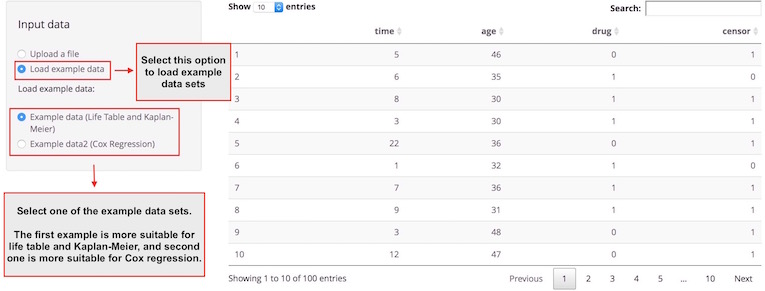 Input data
Upload a file
Load example data
Load example data:
Example data (Life Table and Kaplan-
Meier)
Example data2 (Cox Regression)
Select this option
to load example
data sets
Select one of the example data sets.
The first example is more suitable for
life table and Kaplan-Meier, and second
one is more suitable for Cox regression.
Show 10 entries
Search:
time age drug censor
1 5 46 0 1
2 6 35 1 0
3 8 30 1 1
4 3 30 1 1
5 22 36 0 1
6 1 32 1 0
7 7 36 1 1
8 9 31 1 1
9 3 48 0 1
10 12 47 0 1
Showing 1 to 10 of 100 entries
Previous 1 2 3 4 5 ... 10 Next